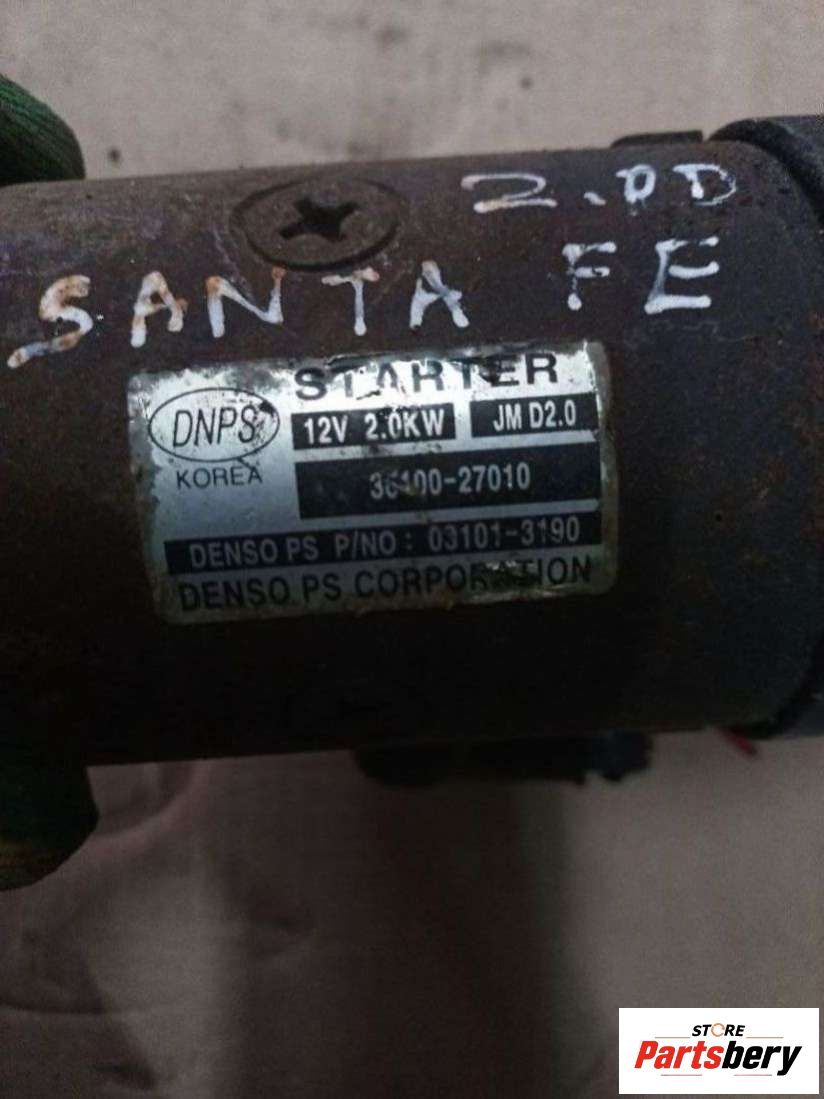 2.0D
SANTA FE
STARTER
DNPS
KOREA
12V 2.0KW
JM D2.0
36100-27010
DENSO PS P/NO: 03101-3190
DENSO PS CORPORATION
STORE
Partsbery